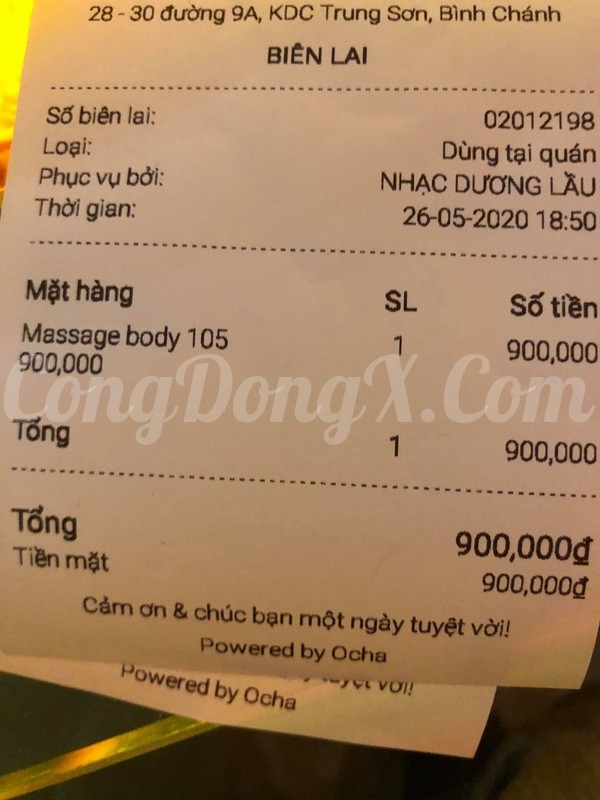 28 - 30 đường 9A, KDC Trung Sơn, Bình Chánh
BIÊN LAI
Số biên lai: 02012198
Loại: Dùng tại quán
Phục vụ bởi: NHẠC DƯƠNG LẦU
Thời gian: 26-05-2020 18:50
Mặt hàng SL Số tiền
Massage body 105 1 900,000
900,000
CongDongX.Com
Tổng 1 900,000
Tổng 900,000₫
Tiền mặt 900,000₫
Cảm ơn & chúc bạn một ngày tuyệt vời!
Powered by Ocha
tuyệt vời!
Powered by Ocha